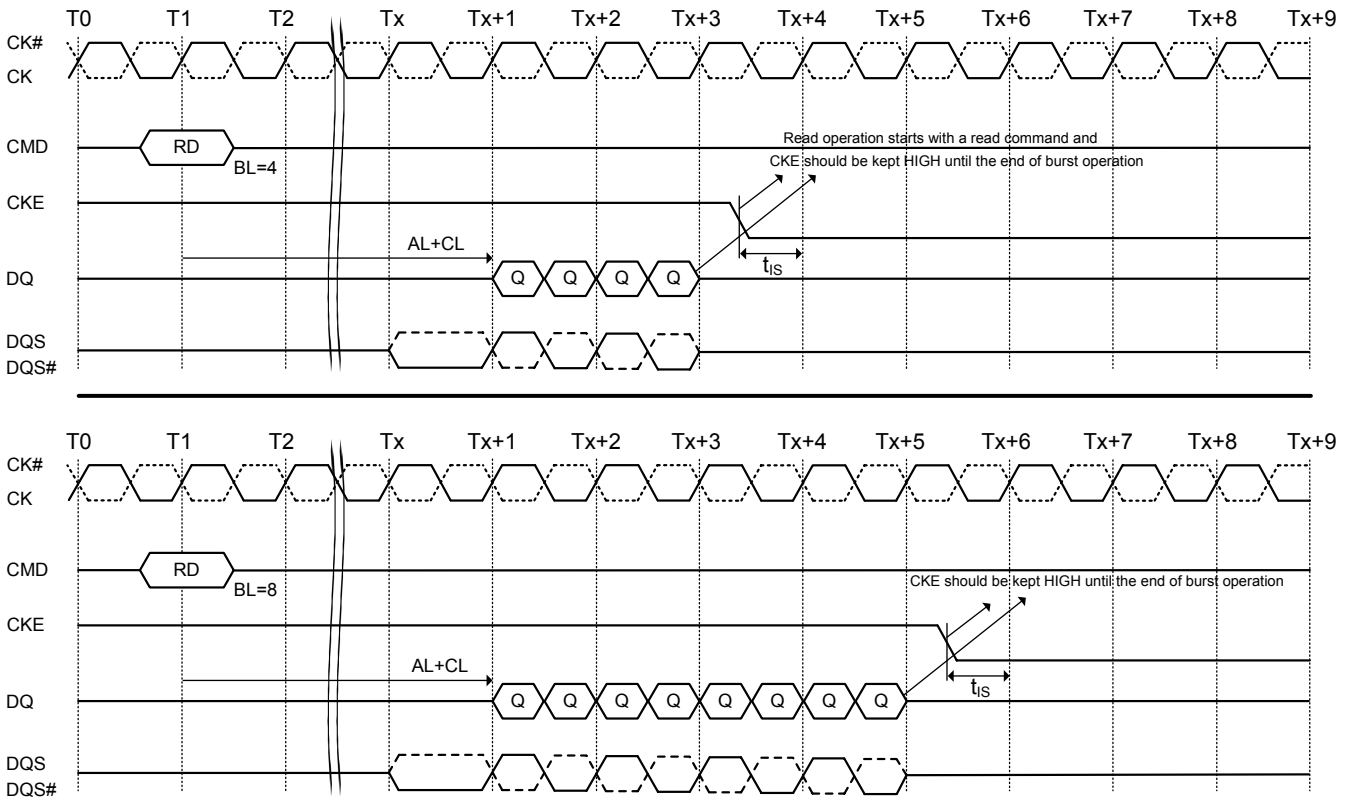 T0 T1 T2 Tx Tx+1 Tx+2 Tx+3 Tx+4 Tx+5 Tx+6 Tx+7 Tx+8 Tx+9
CK#
CK
Read operation starts with a read command and
CMD RD
CKE should be kept HIGH until the end of burst operation
BL=4
CKE
AL+CL
tIS
DQ Q Q Q Q
DQS
DQS#
T0 T1 T2 Tx Tx+1 Tx+2 Tx+3 Tx+4 Tx+5 Tx+6 Tx+7 Tx+8 Tx+9
CK#
CK
CMD RD
CKE should be kept HIGH until the end of burst operation
BL=8
CKE
AL+CL
tIS
DQ Q Q Q Q Q Q Q Q
DQS
DQS#